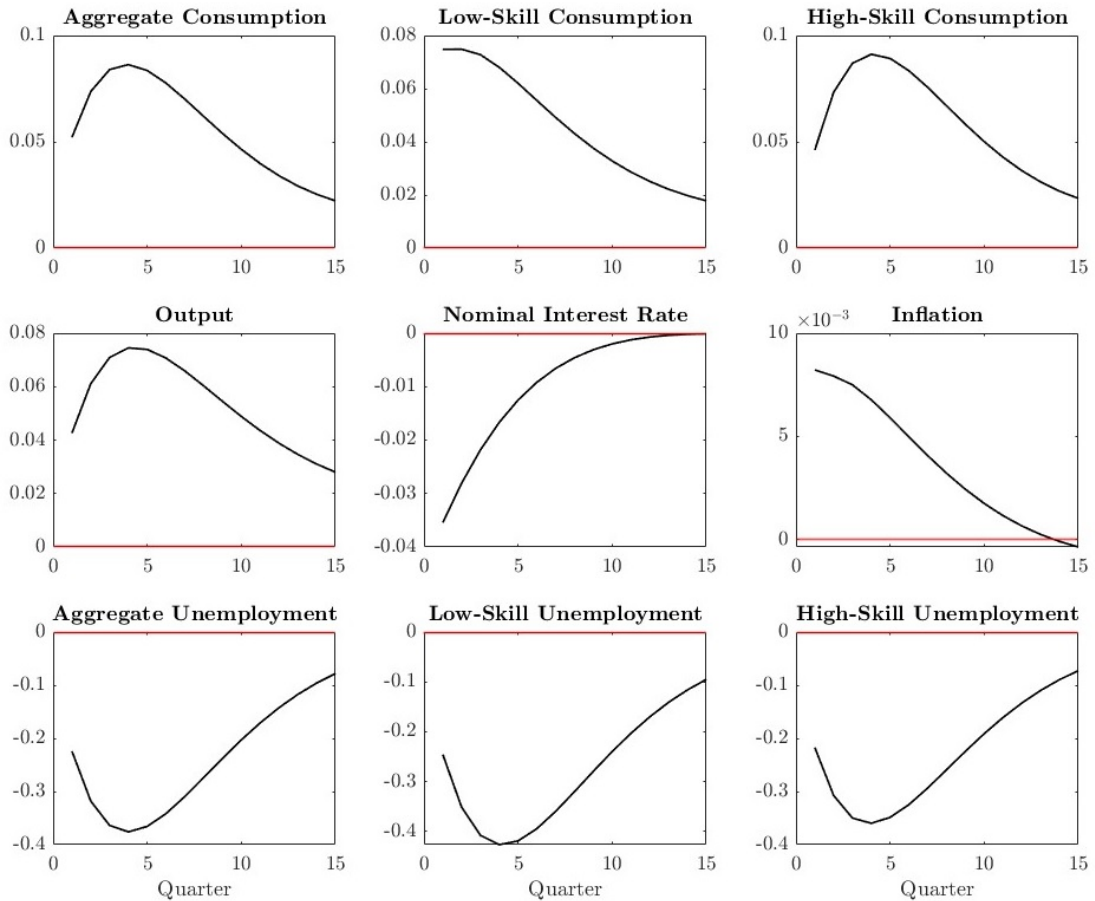 Aggregate Consumption
0.1
0.05
0
0 5 10 15
Low-Skill Consumption
0.08
0.06
0.04
0.02
0
0 5 10 15
High-Skill Consumption
0.1
0.05
0
0 5 10 15
Output
0.08
0.06
0.04
0.02
0
0 5 10 15
Nominal Interest Rate
0
-0.01
-0.02
-0.03
-0.04
0 5 10 15
Inflation
×10⁻³
10
5
0
0 5 10 15
Aggregate Unemployment
0
-0.1
-0.2
-0.3
-0.4
0 5 10 15
Quarter
Low-Skill Unemployment
0
-0.1
-0.2
-0.3
-0.4
0 5 10 15
Quarter
High-Skill Unemployment
0
-0.1
-0.2
-0.3
-0.4
0 5 10 15
Quarter